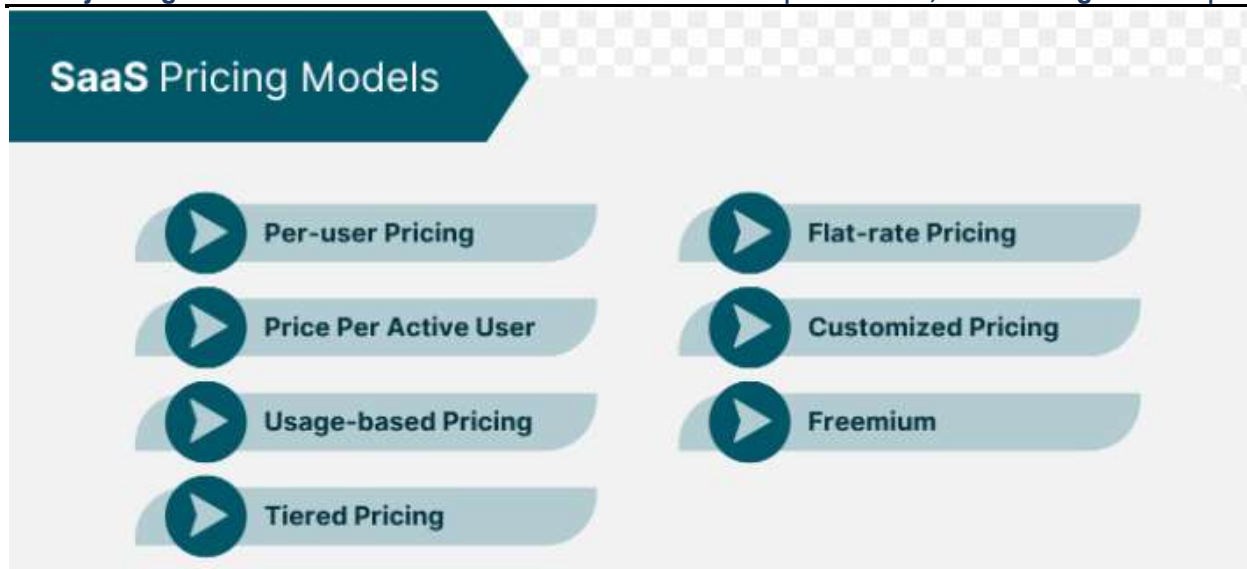 SaaS Pricing Models
Per-user Pricing
Price Per Active User
Usage-based Pricing
Tiered Pricing
Flat-rate Pricing
Customized Pricing
Freemium